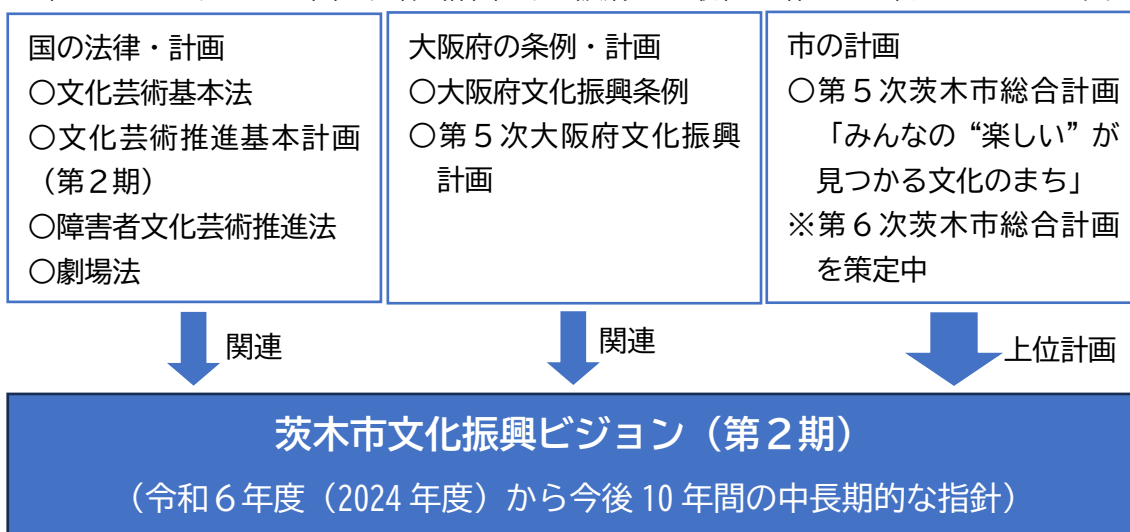 国の法律・計画
○文化芸術基本法
○文化芸術推進基本計画
（第２期）
○障害者文化芸術推進法
○劇場法
大阪府の条例・計画
○大阪府文化振興条例
○第５次大阪府文化振興
計画
市の計画
○第５次茨木市総合計画
「みんなの“楽しい”が
見つかる文化のまち」
※第６次茨木市総合計画
を策定中
関連
関連
上位計画
茨木市文化振興ビジョン（第２期）
（令和６年度（2024 年度）から今後 10 年間の中長期的な指針）